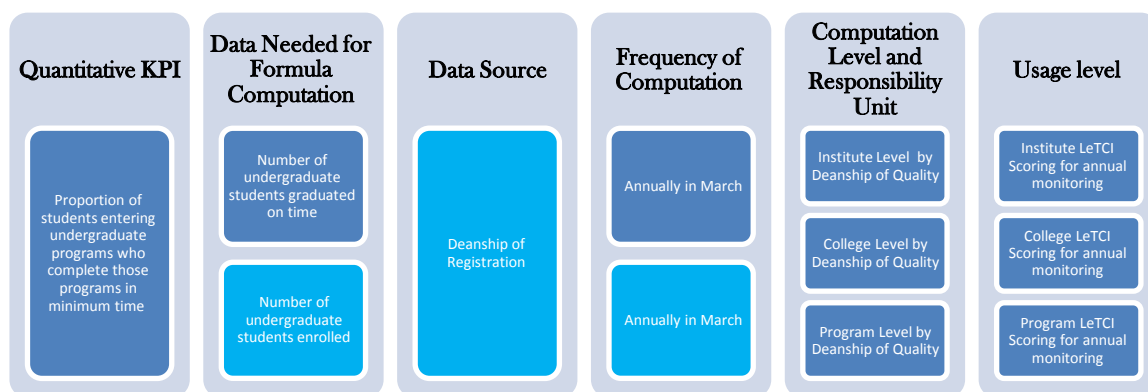 Quantitative KPI
Proportion of
students entering
undergraduate
programs who
complete those
programs in
minimum time
Data Needed for
Formula
Computation
Number of
undergraduate
students graduated
on time
Number of
undergraduate
students enrolled
Data Source
Deanship of
Registration
Frequency of
Computation
Annually in March
Annually in March
Computation
Level and
Responsibility
Unit
Institute Level by
Deanship of Quality
College Level by
Deanship of Quality
Program Level by
Deanship of Quality
Usage level
Institute LeTCI
Scoring for annual
monitoring
College LeTCI
Scoring for annual
monitoring
Program LeTCI
Scoring for annual
monitoring